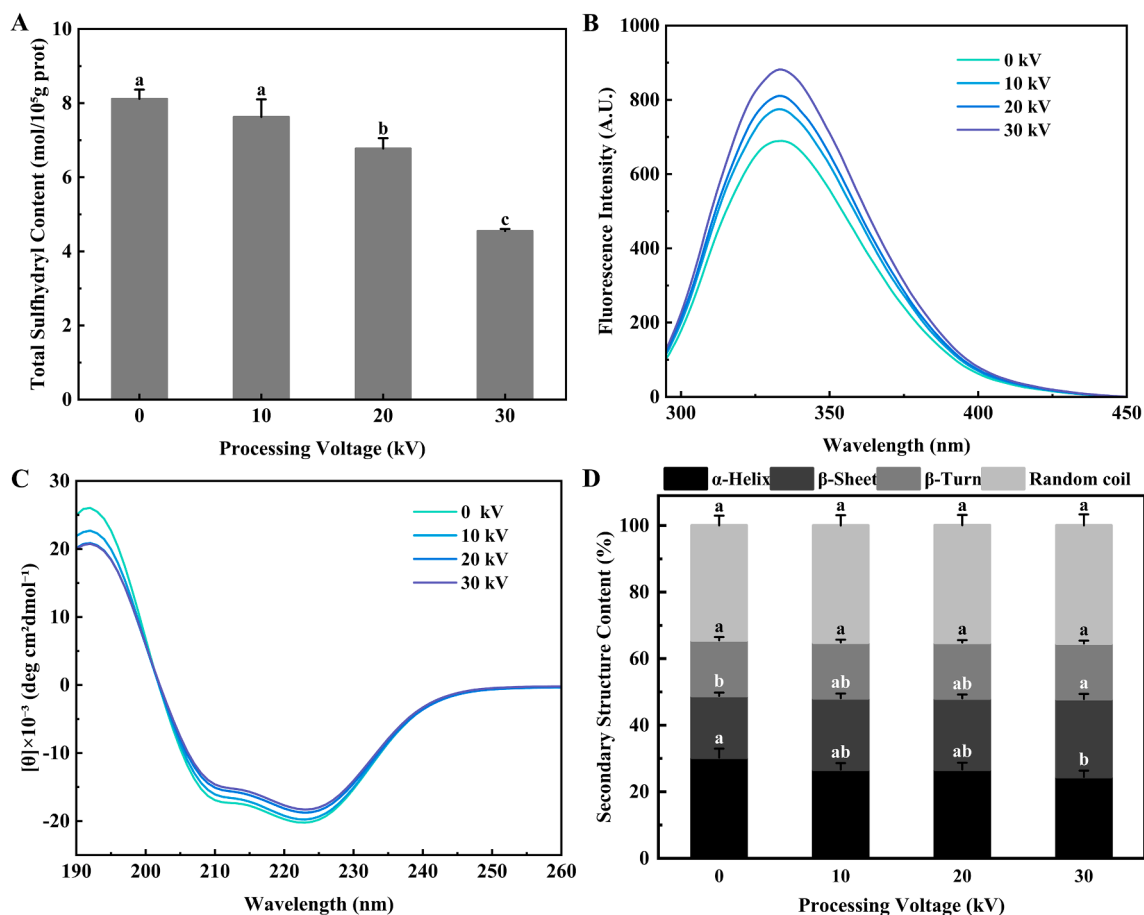 A
Total Sulfhydryl Content (mol/10⁵g prot)
10
8
6
4
2
0
a
a
b
c
0 10 20 30
Processing Voltage (kV)
B
Fluorescence Intensity (A.U.)
1000
800
600
400
200
0
0 kV
10 kV
20 kV
30 kV
295 350 400 450
Wavelength (nm)
C
[θ]×10⁻³ (deg cm²dmol⁻¹)
30
20
10
0
-10
-20
0 kV
10 kV
20 kV
30 kV
190 200 210 220 230 240 250 260
Wavelength (nm)
D
α-Helix β-Sheet β-Turn Random coil
Secondary Structure Content (%)
100
80
60
40
20
0
a a a a
a a a a
b ab ab a
a ab ab b
0 10 20 30
Processing Voltage (kV)